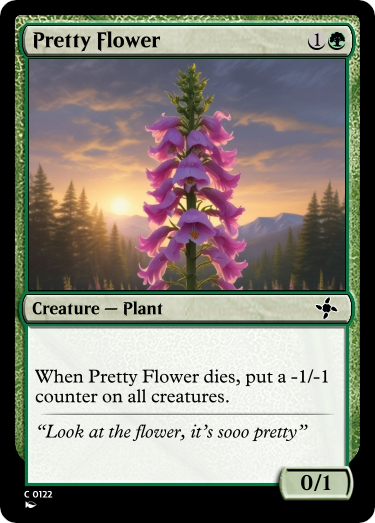 Pretty Flower 1
Creature — Plant
When Pretty Flower dies, put a -1/-1
counter on all creatures.
“Look at the flower, it’s sooo pretty”
0/1
C 0122